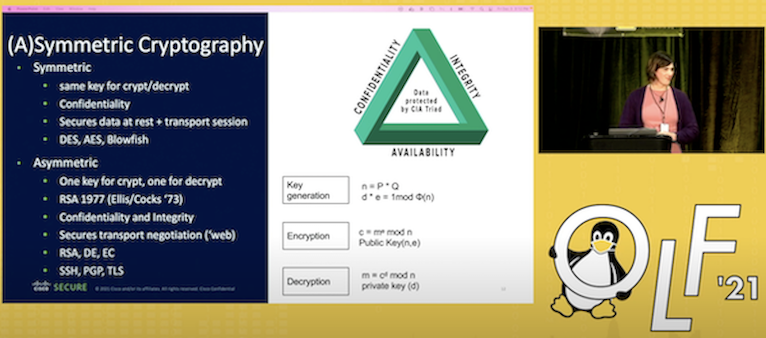 (A)Symmetric Cryptography
• Symmetric
• same key for crypt/decrypt
• Confidentiality
• Secures data at rest + transport session
• DES, AES, Blowfish
• Asymmetric
• One key for crypt, one for decrypt
• RSA 1977 (Ellis/Cocks '73)
• Confidentiality and Integrity
• Secures transport negotiation ('web)
• RSA, DE, EC
• SSH, PGP, TLS
CISCO SECURE
© 2021 Cisco and/or its affiliates. All rights reserved. Cisco Confidential
CONFIDENTIALITY
INTEGRITY
Data
protected
by CIA Triad
AVAILABILITY
Key
generation
n = P * Q
d * e = 1mod Φ(n)
Encryption
c = mᵉ mod n
Public Key(n,e)
Decryption
m = cᵈ mod n
private key (d)
OLF '21